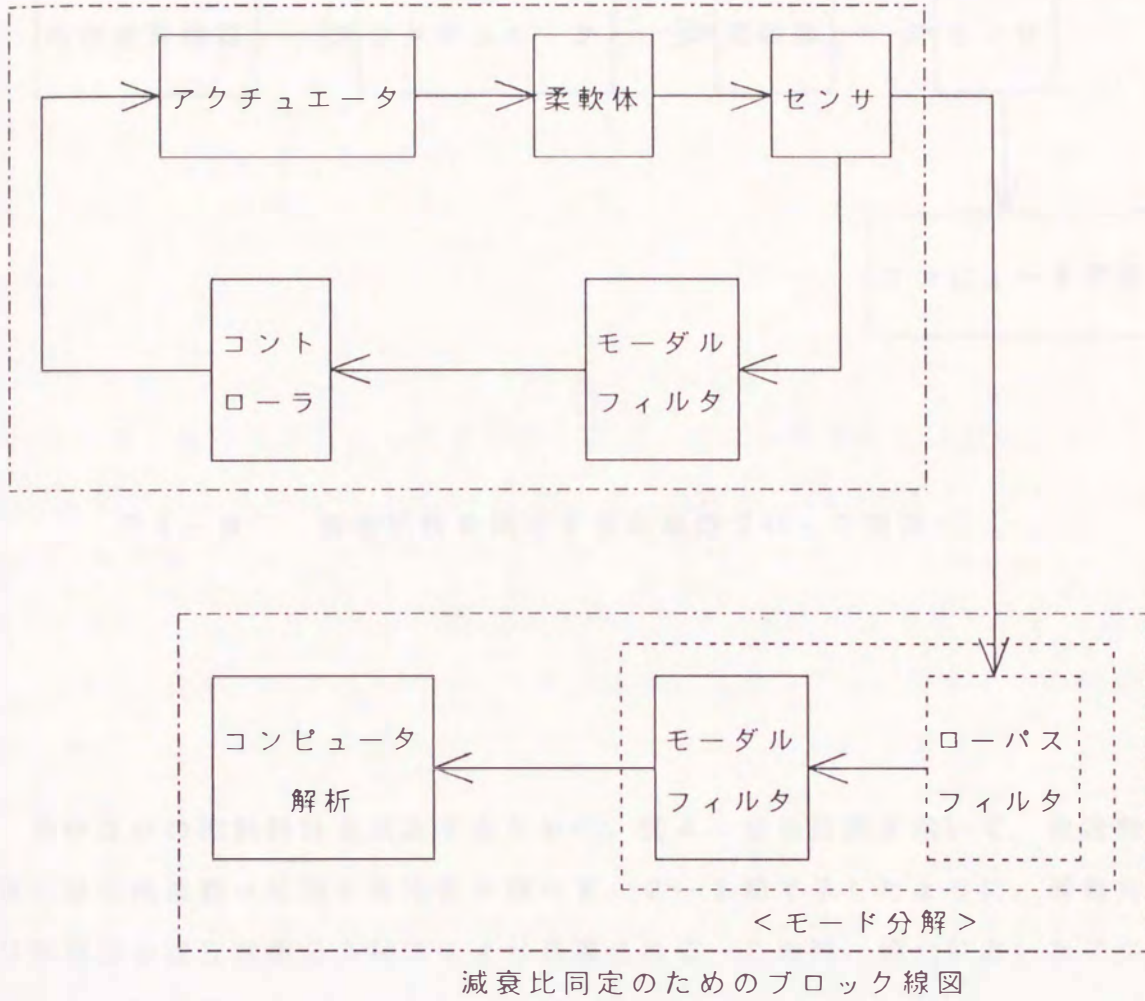 アクチュエータ
柔軟体
センサ
コント
ローラ
モーダル
フィルタ
コンピュータ
解析
モーダル
フィルタ
ローパス
フィルタ
<モード分解>
減衰比同定のためのブロック線図